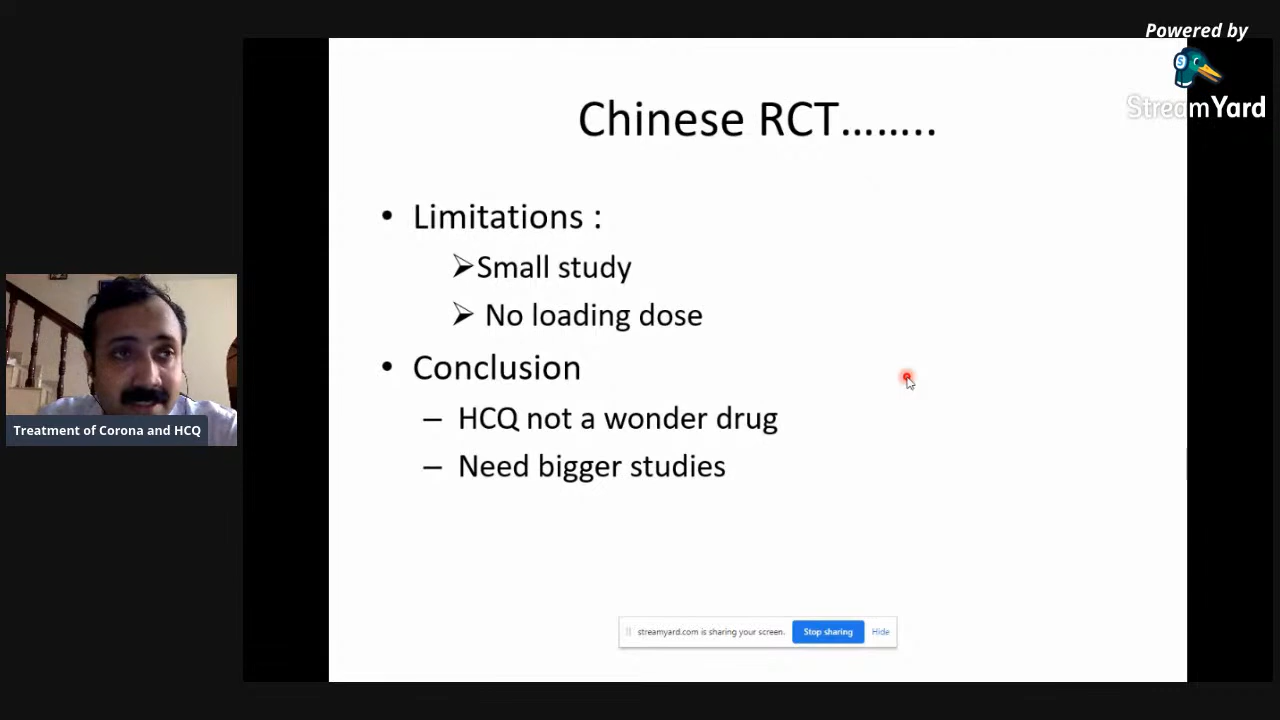 Powered by
StreamYard
Chinese RCT……..
• Limitations :
➢Small study
➢ No loading dose
• Conclusion
– HCQ not a wonder drug
– Need bigger studies
Treatment of Corona and HCQ
streamyard.com is sharing your screen.
Stop sharing
Hide